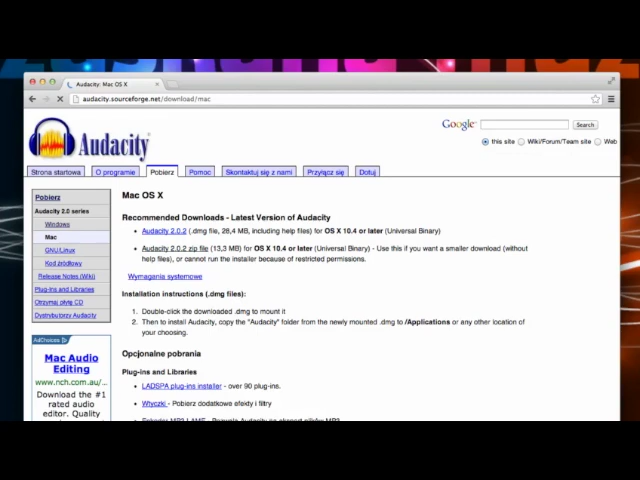 Audacity: Mac OS X
audacity.sourceforge.net/download/mac
Audacity
Google
Search
this site Wiki/Forum/Team site Web
Strona startowa O programie Pobierz Pomoc Skontaktuj się z nami Przyłącz się Dotuj
Pobierz
Audacity 2.0 series
Windows
Mac
GNU/Linux
Kod źródłowy
Release Notes (Wiki)
Plug-Ins and Libraries
Otrzymaj płytę CD
Dystrybutorzy Audacity
AdChoices
Mac Audio
Editing
www.nch.com.au/...
Download the #1
rated audio
editor. Quality
Mac OS X
Recommended Downloads - Latest Version of Audacity
Audacity 2.0.2 (.dmg file, 28,4 MB, including help files) for OS X 10.4 or later (Universal Binary)
Audacity 2.0.2 zip file (13,3 MB) for OS X 10.4 or later (Universal Binary) - Use this if you want a smaller download (without
help files), or cannot run the installer because of restricted permissions.
Wymagania systemowe
Installation instructions (.dmg files):
1. Double-click the downloaded .dmg to mount it
2. Then to install Audacity, copy the "Audacity" folder from the newly mounted .dmg to /Applications or any other location of
your choosing.
Opcjonalne pobrania
Plug-Ins and Libraries
LADSPA plug-ins installer - over 90 plug-ins.
Wtyczki - Pobierz dodatkowe efekty i filtry